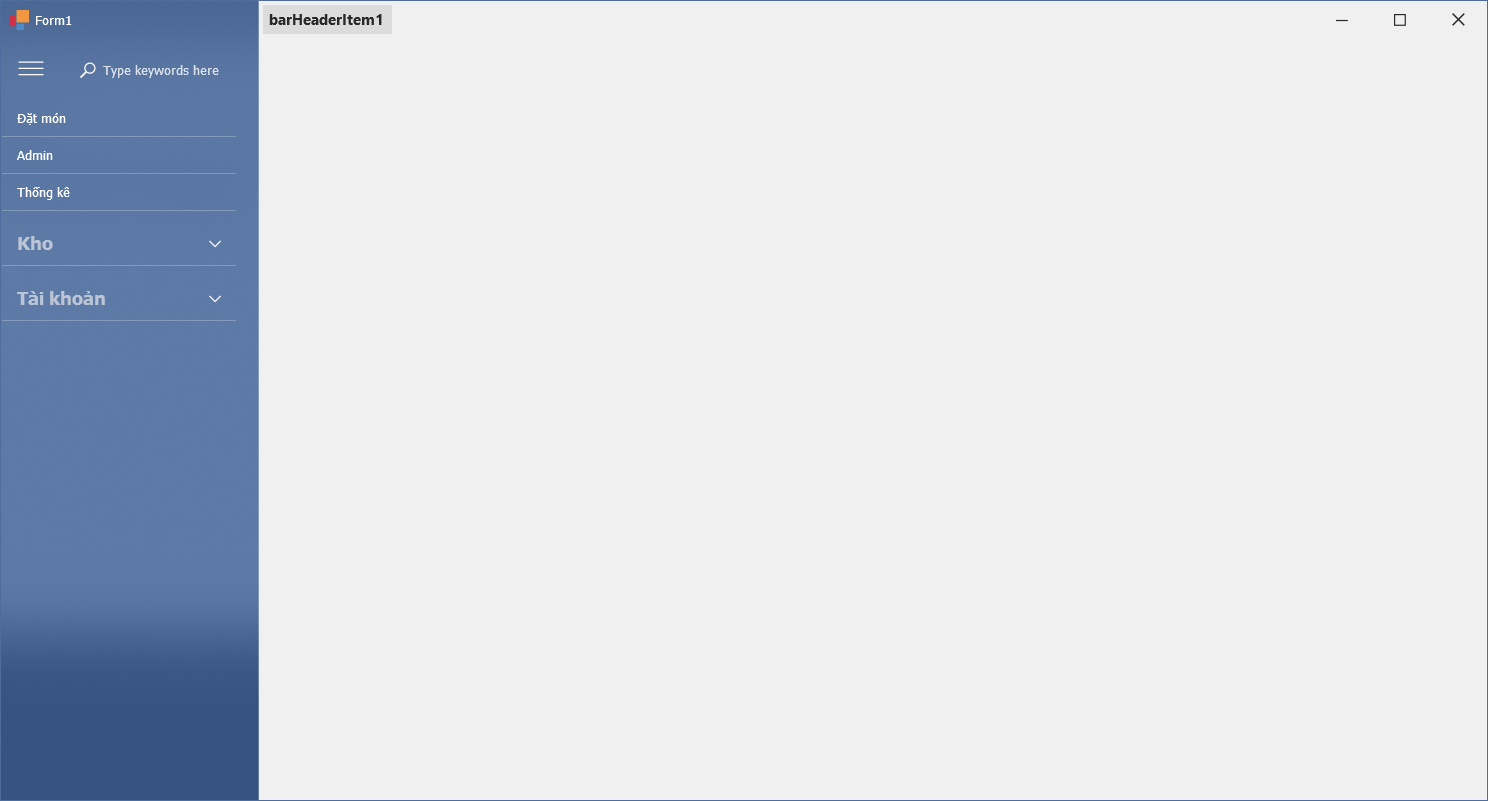 Form1
barHeaderItem1
Type keywords here
Đặt món
Admin
Thống kê
Kho
Tài khoản